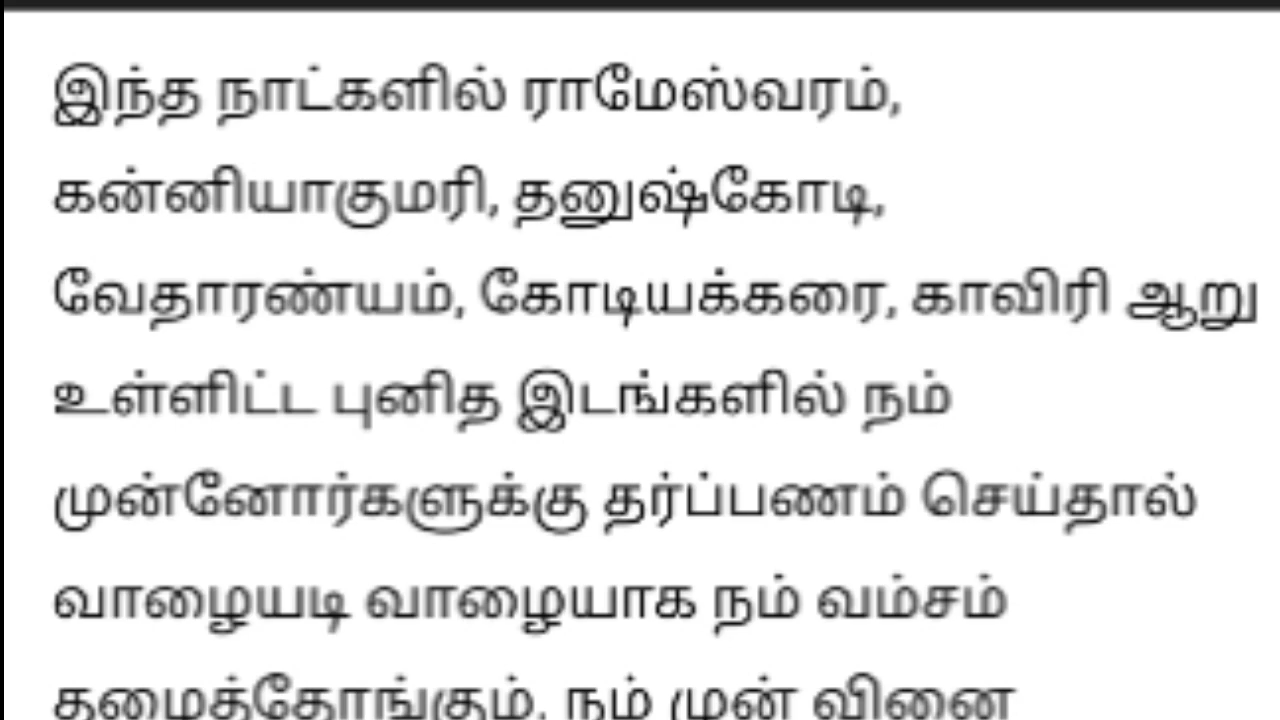 இந்த நாட்களில் ராமேஸ்வரம்,
கன்னியாகுமரி, தனுஷ்கோடி,
வேதாரண்யம், கோடியக்கரை, காவிரி ஆறு
உள்ளிட்ட புனித இடங்களில் நம்
முன்னோர்களுக்கு தர்ப்பணம் செய்தால்
வாழையடி வாழையாக நம் வம்சம்
தழைத்தோங்கும். நம் முன் வினை